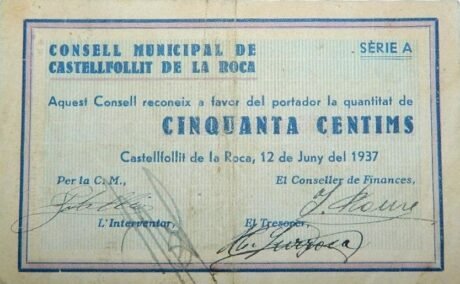 CONSELL MUNICIPAL DE
CASTELLFOLLIT DE LA ROCA
SÈRIE A
Aquest Consell reconeix a favor del portador la quantitat de
CINQUANTA CENTIMS
Castellfollit de la Roca, 12 de Juny del 1937
Per la C. M.,
El Conseller de Finances,
L'Interventor,
El Tresorer,